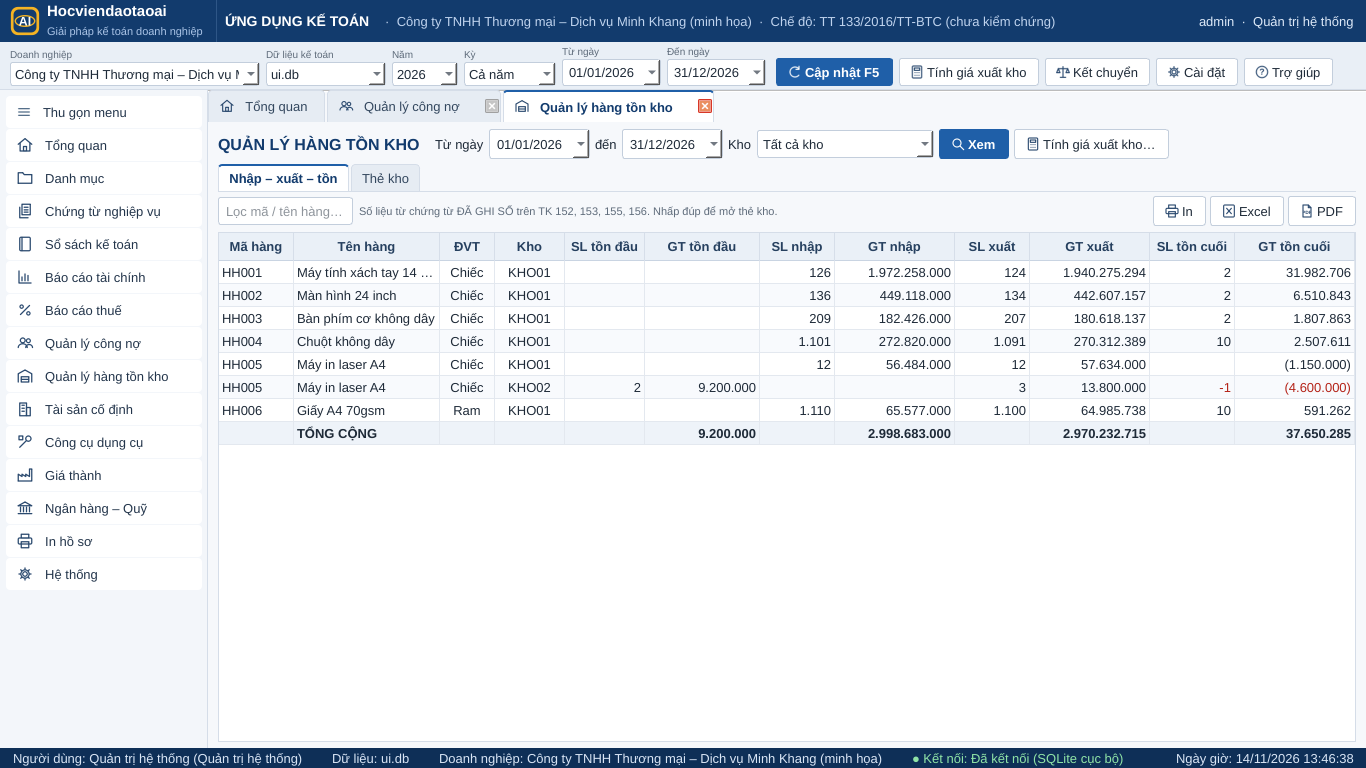 AI Hocviendaotaoai
Giải pháp kế toán doanh nghiệp
ỨNG DỤNG KẾ TOÁN · Công ty TNHH Thương mại – Dịch vụ Minh Khang (minh họa) · Chế độ: TT 133/2016/TT-BTC (chưa kiểm chứng) admin · Quản trị hệ thống
Doanh nghiệp Dữ liệu kế toán Năm Kỳ Từ ngày Đến ngày
Công ty TNHH Thương mại – Dịch vụ ui.db 2026 Cả năm 01/01/2026 31/12/2026 Cập nhật F5 Tính giá xuất kho Kết chuyển Cài đặt Trợ giúp
Thu gọn menu
Tổng quan
Danh mục
Chứng từ nghiệp vụ
Sổ sách kế toán
Báo cáo tài chính
Báo cáo thuế
Quản lý công nợ
Quản lý hàng tồn kho
Tài sản cố định
Công cụ dụng cụ
Giá thành
Ngân hàng – Quỹ
In hồ sơ
Hệ thống
Tổng quan Quản lý công nợ Quản lý hàng tồn kho
QUẢN LÝ HÀNG TỒN KHO Từ ngày 01/01/2026 đến 31/12/2026 Kho Tất cả kho Xem Tính giá xuất kho…
Nhập – xuất – tồn Thẻ kho
Lọc mã / tên hàng… Số liệu từ chứng từ ĐÃ GHI SỔ trên TK 152, 153, 155, 156. Nhấp đúp để mở thẻ kho. In Excel PDF
Mã hàng Tên hàng ĐVT Kho SL tồn đầu GT tồn đầu SL nhập GT nhập SL xuất GT xuất SL tồn cuối GT tồn cuối
HH001 Máy tính xách tay 14 … Chiếc KHO01 126 1.972.258.000 124 1.940.275.294 2 31.982.706
HH002 Màn hình 24 inch Chiếc KHO01 136 449.118.000 134 442.607.157 2 6.510.843
HH003 Bàn phím cơ không dây Chiếc KHO01 209 182.426.000 207 180.618.137 2 1.807.863
HH004 Chuột không dây Chiếc KHO01 1.101 272.820.000 1.091 270.312.389 10 2.507.611
HH005 Máy in laser A4 Chiếc KHO01 12 56.484.000 12 57.634.000 (1.150.000)
HH005 Máy in laser A4 Chiếc KHO02 2 9.200.000 3 13.800.000 -1 (4.600.000)
HH006 Giấy A4 70gsm Ram KHO01 1.110 65.577.000 1.100 64.985.738 10 591.262
TỔNG CỘNG 9.200.000 2.998.683.000 2.970.232.715 37.650.285
Người dùng: Quản trị hệ thống (Quản trị hệ thống) Dữ liệu: ui.db Doanh nghiệp: Công ty TNHH Thương mại – Dịch vụ Minh Khang (minh họa) ● Kết nối: Đã kết nối (SQLite cục bộ) Ngày giờ: 14/11/2026 13:46:38